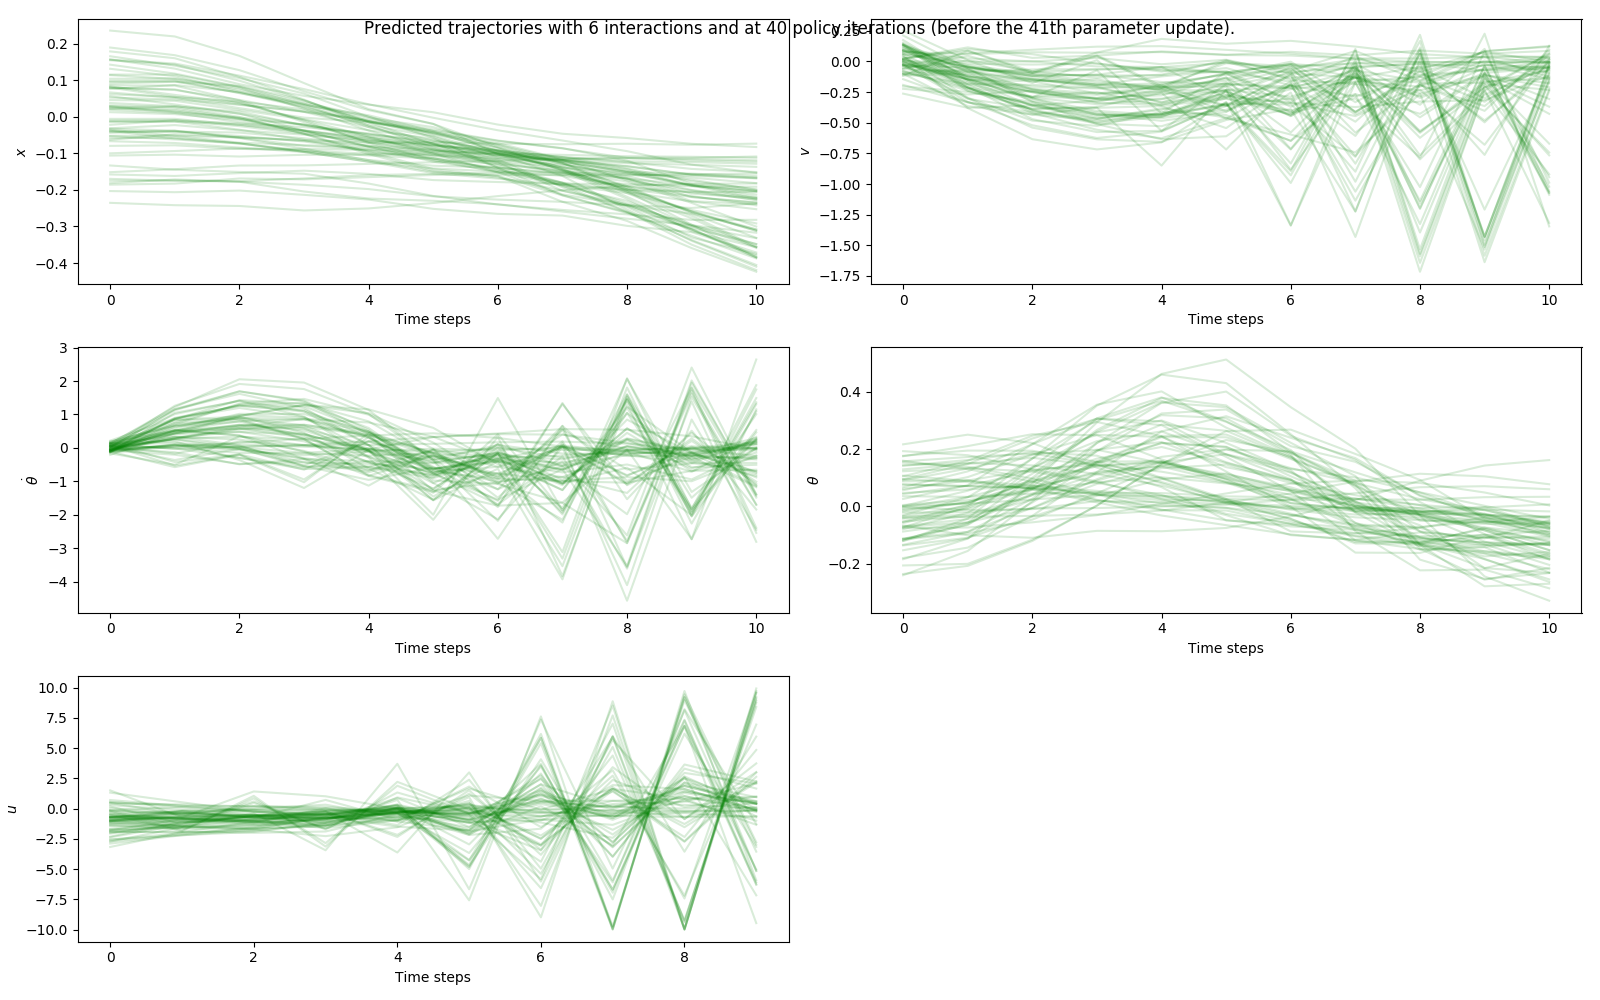 Predicted trajectories with 6 interactions and at 40 policy iterations (before the 41th parameter update).
0.2
0.1
0.0
−0.1
−0.2
−0.3
−0.4
x
0 2 4 6 8 10
Time steps
0.25
0.00
−0.25
−0.50
−0.75
−1.00
−1.25
−1.50
−1.75
v
0 2 4 6 8 10
Time steps
3
2
1
0
−1
−2
−3
−4
θ̇
0 2 4 6 8 10
Time steps
0.4
0.2
0.0
−0.2
θ
0 2 4 6 8 10
Time steps
10.0
7.5
5.0
2.5
0.0
−2.5
−5.0
−7.5
−10.0
u
0 2 4 6 8
Time steps